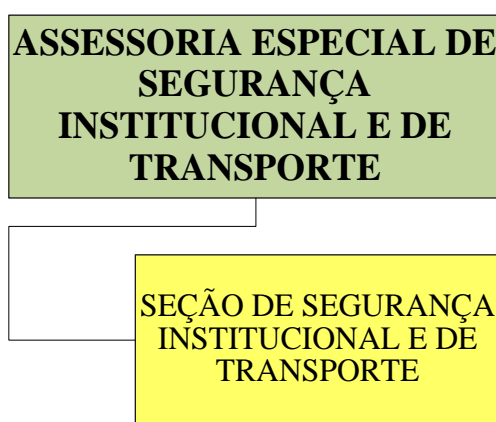 ASSESSORIA ESPECIAL DE
SEGURANÇA
INSTITUCIONAL E DE
TRANSPORTE
SEÇÃO DE SEGURANÇA
INSTITUCIONAL E DE
TRANSPORTE